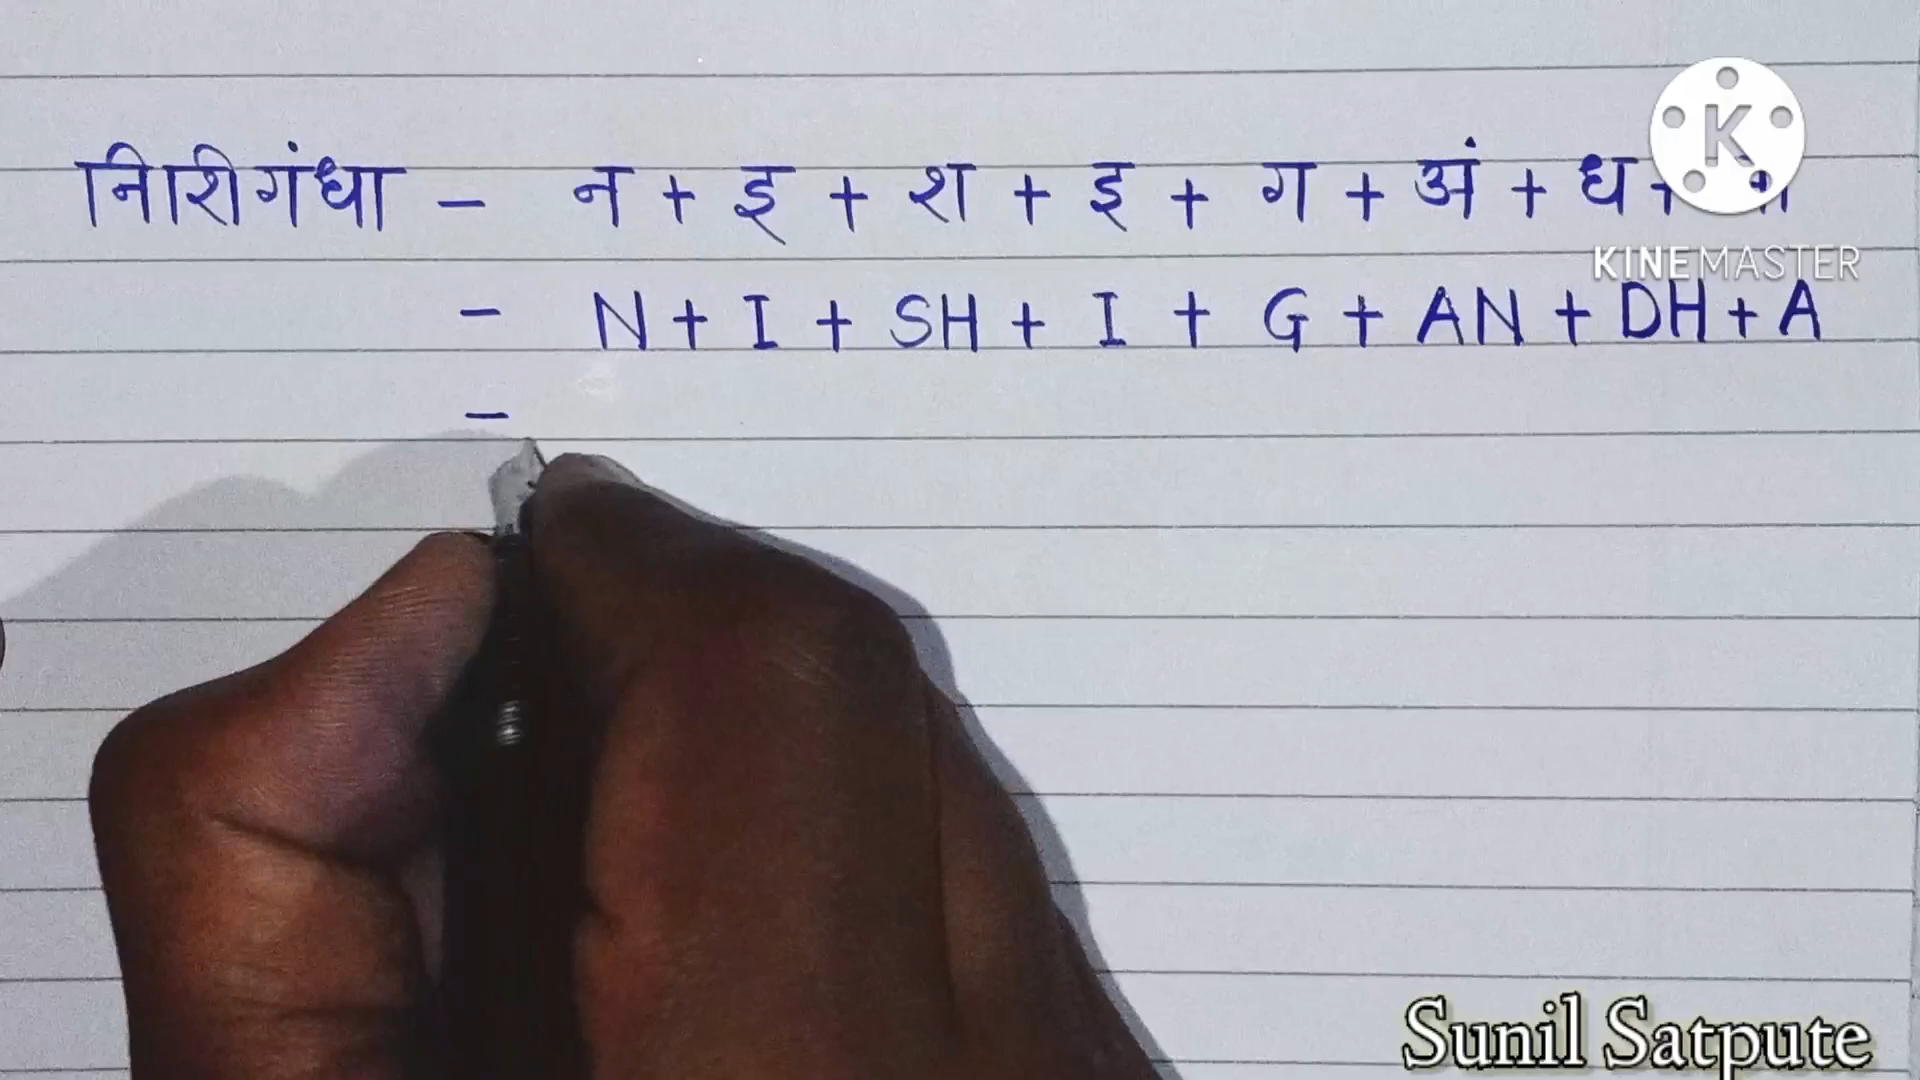 निशिगंधा - न + इ + श + इ + ग + अं + ध +
- N + I + SH + I + G + AN + DH + A
-
K
KINEMASTER
Sunil Satpute